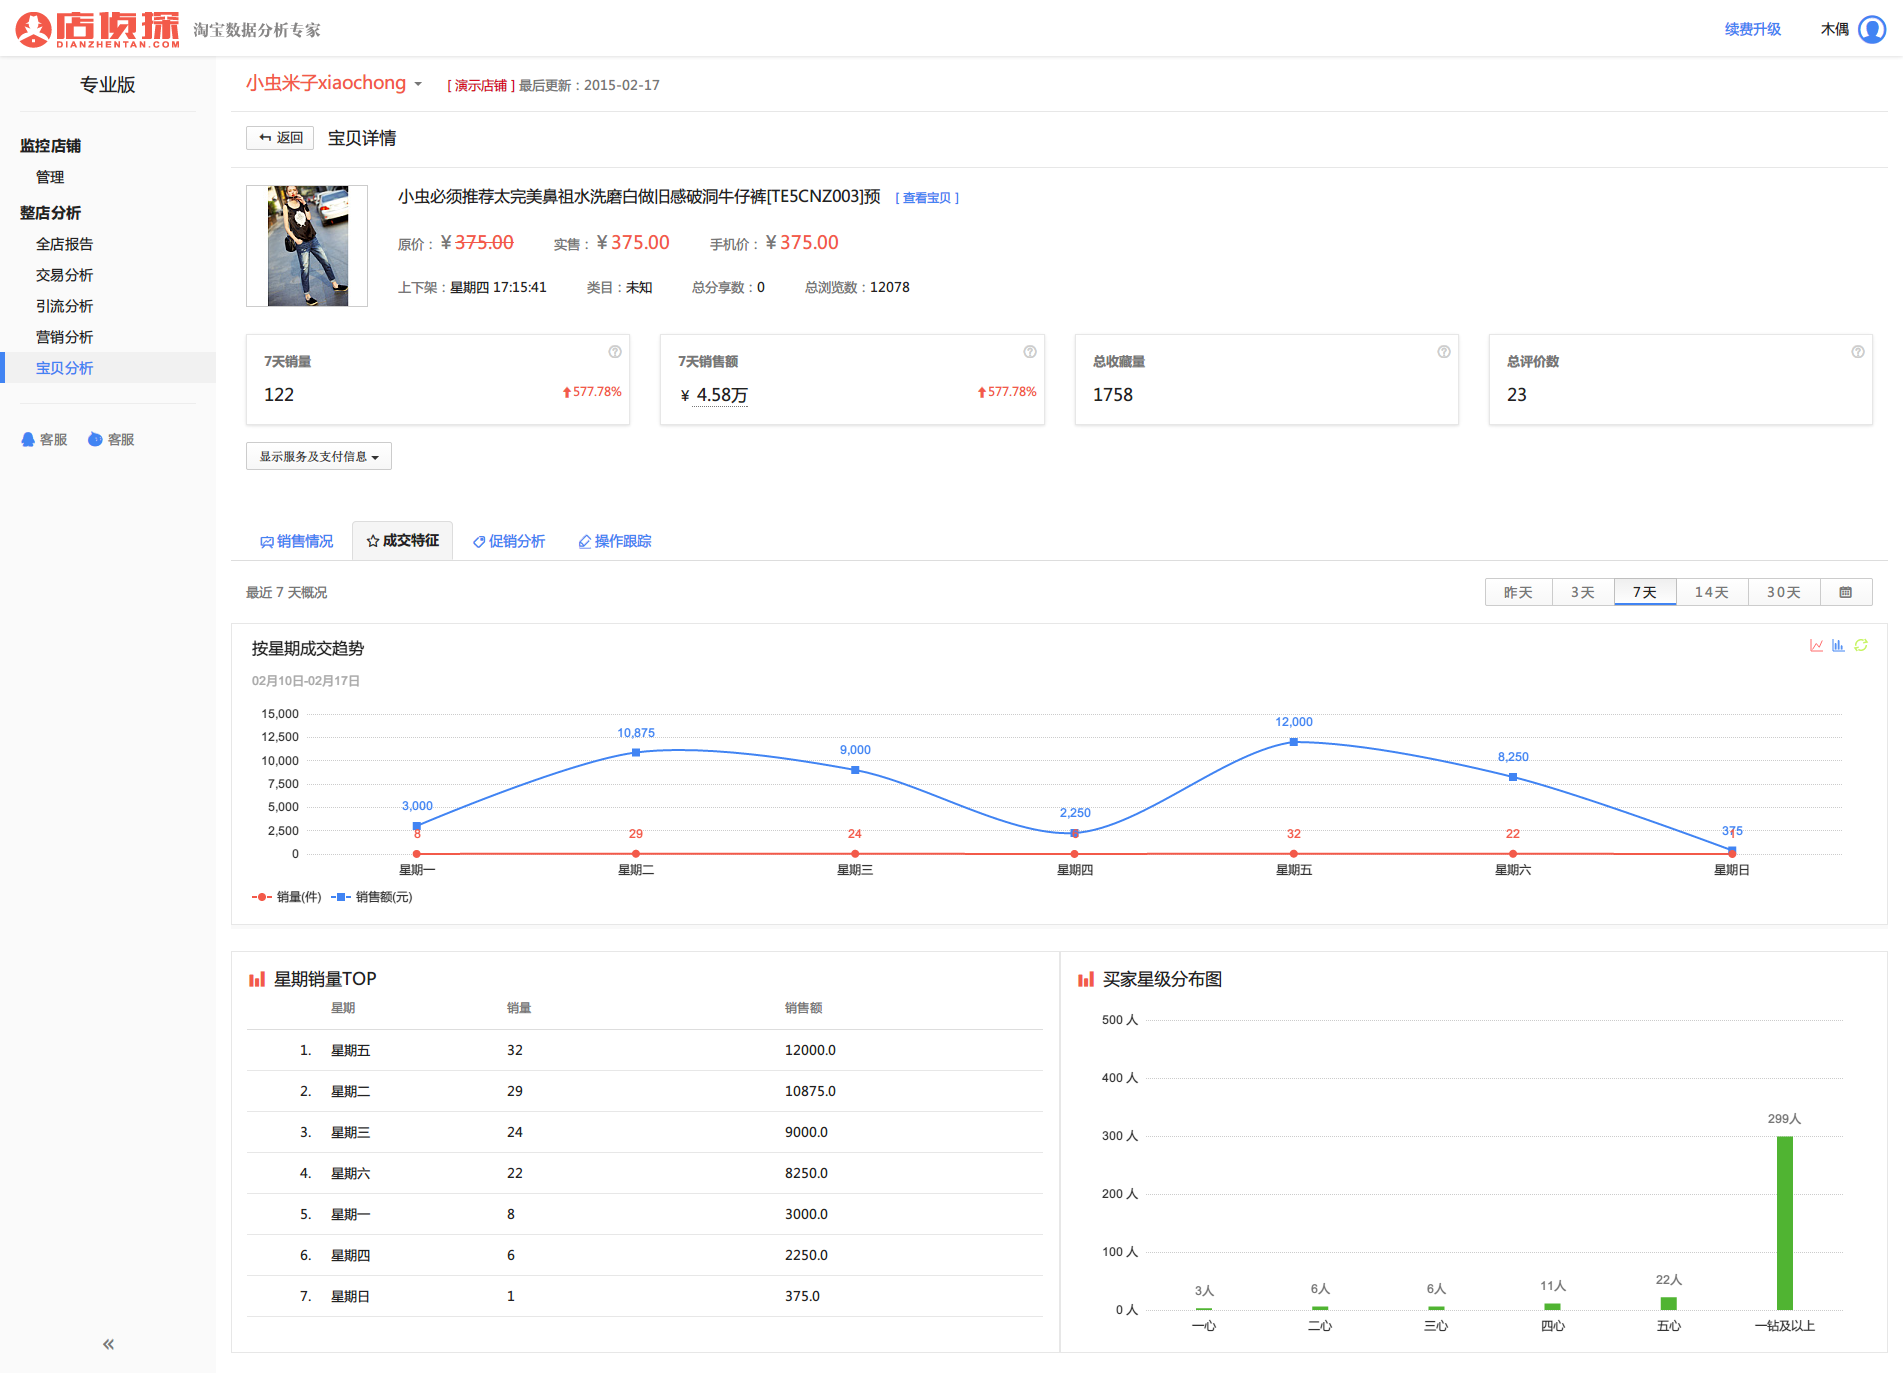 店侦探 DIANZHENTAN.COM 淘宝数据分析专家 续费升级 木偶
专业版
监控店铺
管理
整店分析
全店报告
交易分析
引流分析
营销分析
宝贝分析
客服 客服
小虫米子xiaochong [ 演示店铺 ] 最后更新：2015-02-17
返回 宝贝详情
小虫必须推荐太完美鼻祖水洗磨白做旧感破洞牛仔裤[TE5CNZ003]预 [ 查看宝贝 ]
原价：¥375.00 实售：¥375.00 手机价：¥375.00
上下架：星期四 17:15:41 类目：未知 总分享数：0 总浏览数：12078
7天销量
122 577.78%
7天销售额
¥ 4.58万 577.78%
总收藏量
1758
总评价数
23
显示服务及支付信息
销售情况 成交特征 促销分析 操作跟踪
最近 7 天概况 昨天 3天 7天 14天 30天
按星期成交趋势
02月10日-02月17日
15,000
12,500
10,000
7,500
5,000
2,500
0
3,000 10,875 9,000 2,250 12,000 8,250 375
8 29 24 32 22 1
星期一 星期二 星期三 星期四 星期五 星期六 星期日
销量(件) 销售额(元)
星期销量TOP
星期 销量 销售额
1. 星期五 32 12000.0
2. 星期二 29 10875.0
3. 星期三 24 9000.0
4. 星期六 22 8250.0
5. 星期一 8 3000.0
6. 星期四 6 2250.0
7. 星期日 1 375.0
买家星级分布图
500 人
400 人
300 人
200 人
100 人
0 人
3人 6人 6人 11人 22人 299人
一心 二心 三心 四心 五心 一钻及以上